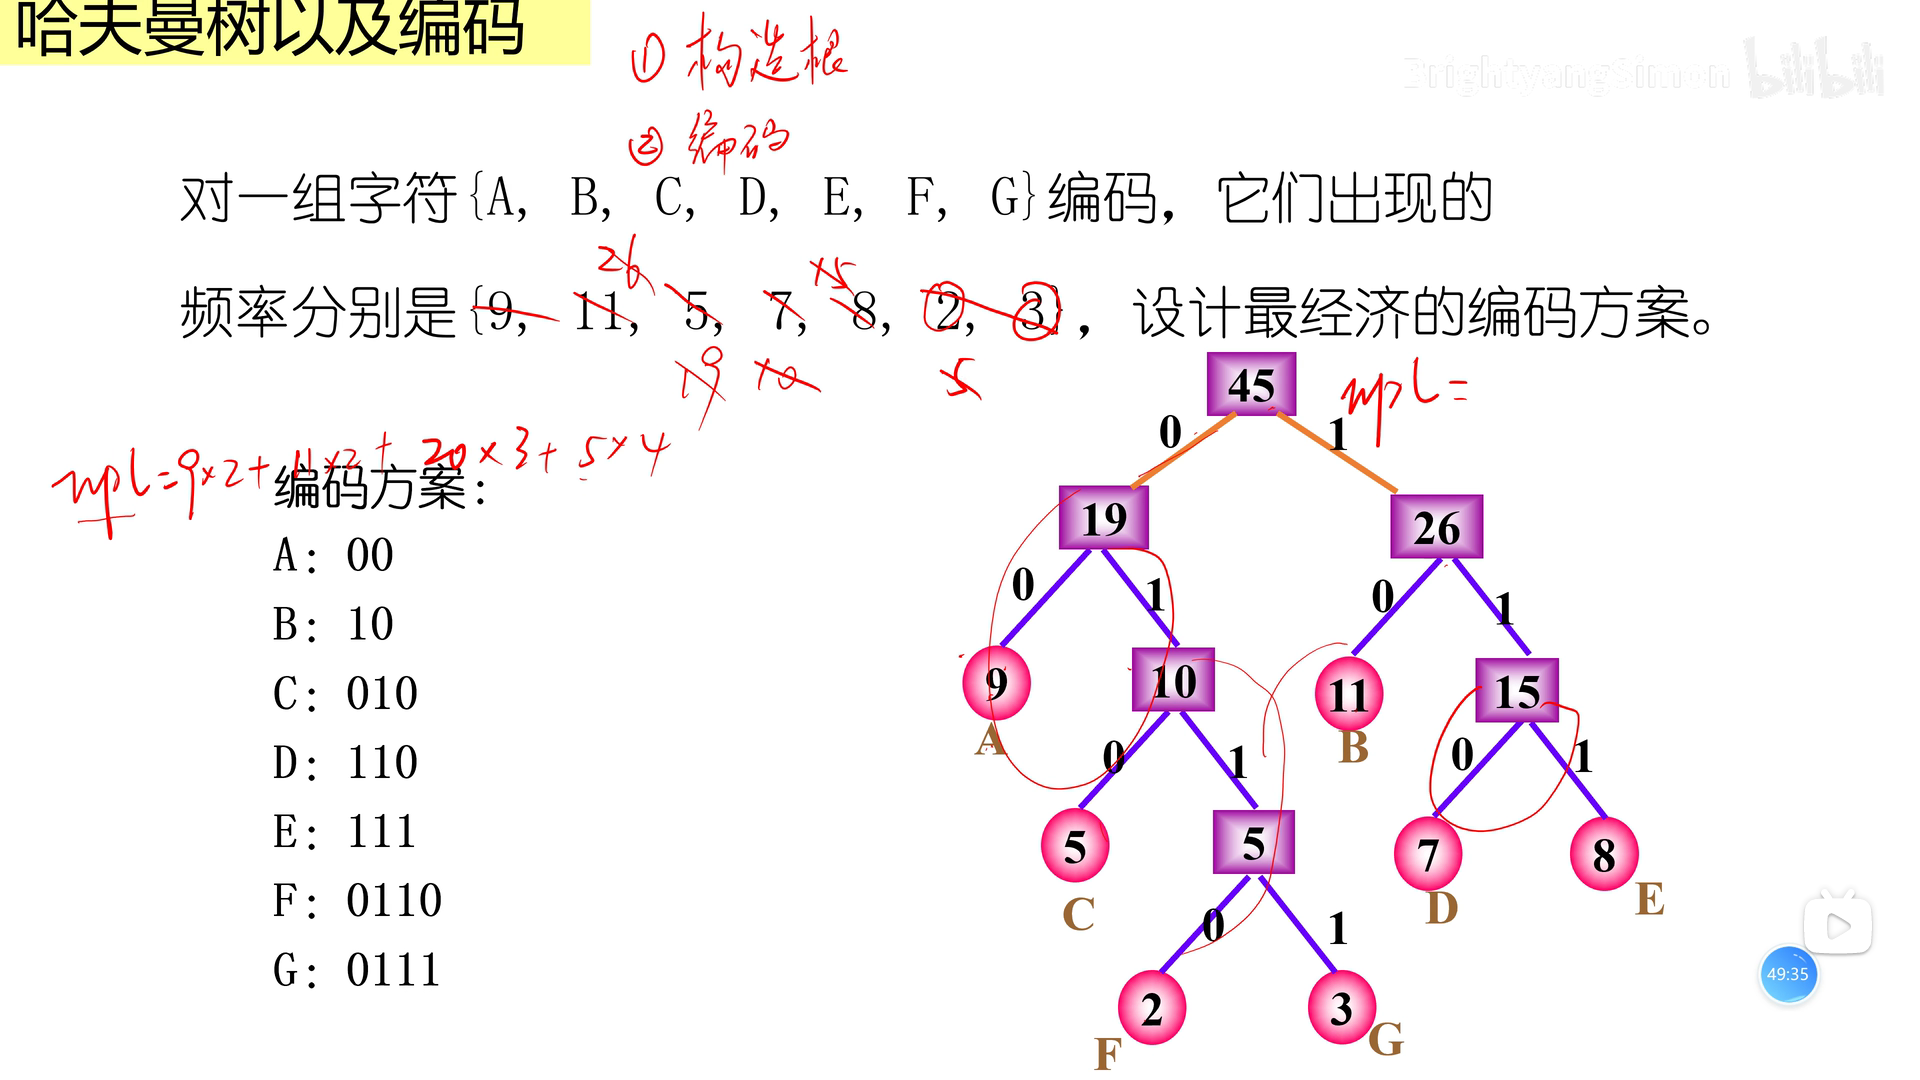 哈夫曼树以及编码
① 构造根
② 编码
BrightyangSimon bilibili
对一组字符{A, B, C, D, E, F, G}编码，它们出现的
26 15
频率分别是{9, 11, 5, 7, 8, 2, 3}，设计最经济的编码方案。
19 10 5
wpl=
wpl=9×2+11×2+20×3+5×4
编码方案：
A: 00
B: 10
C: 010
D: 110
E: 111
F: 0110
G: 0111
45
0 1
19 26
0 1 0 1
9 10 11 15
A B
0 1 0 1
5 5 7 8
C D E
0 1
2 3
F G
49:35